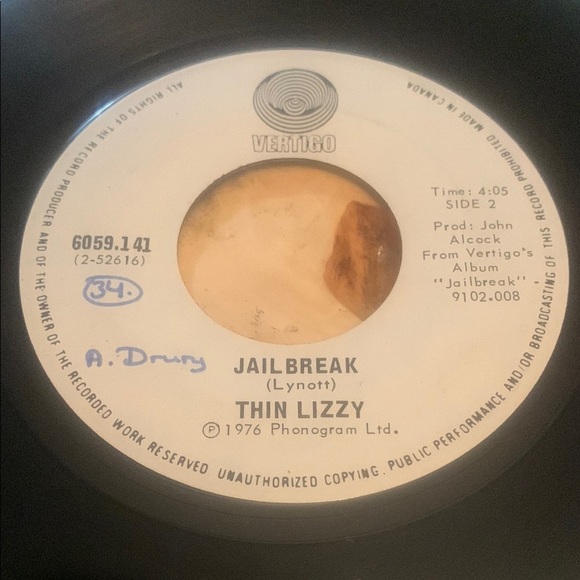 VERTIGO
6059.141
(2-52616)
34.
A. Drury
Time: 4:05
SIDE 2
Prod: John
Alcock
From Vertigo's
Album
"Jailbreak"
9102.008
JAILBREAK
(Lynott)
THIN LIZZY
Ⓟ 1976 Phonogram Ltd.
ALL RIGHTS OF THE RECORD PRODUCER AND OF THE OWNER OF THE RECORDED WORK RESERVED UNAUTHORIZED COPYING, PUBLIC PERFORMANCE AND/OR BROADCASTING OF THIS RECORD PROHIBITED MADE IN CANADA